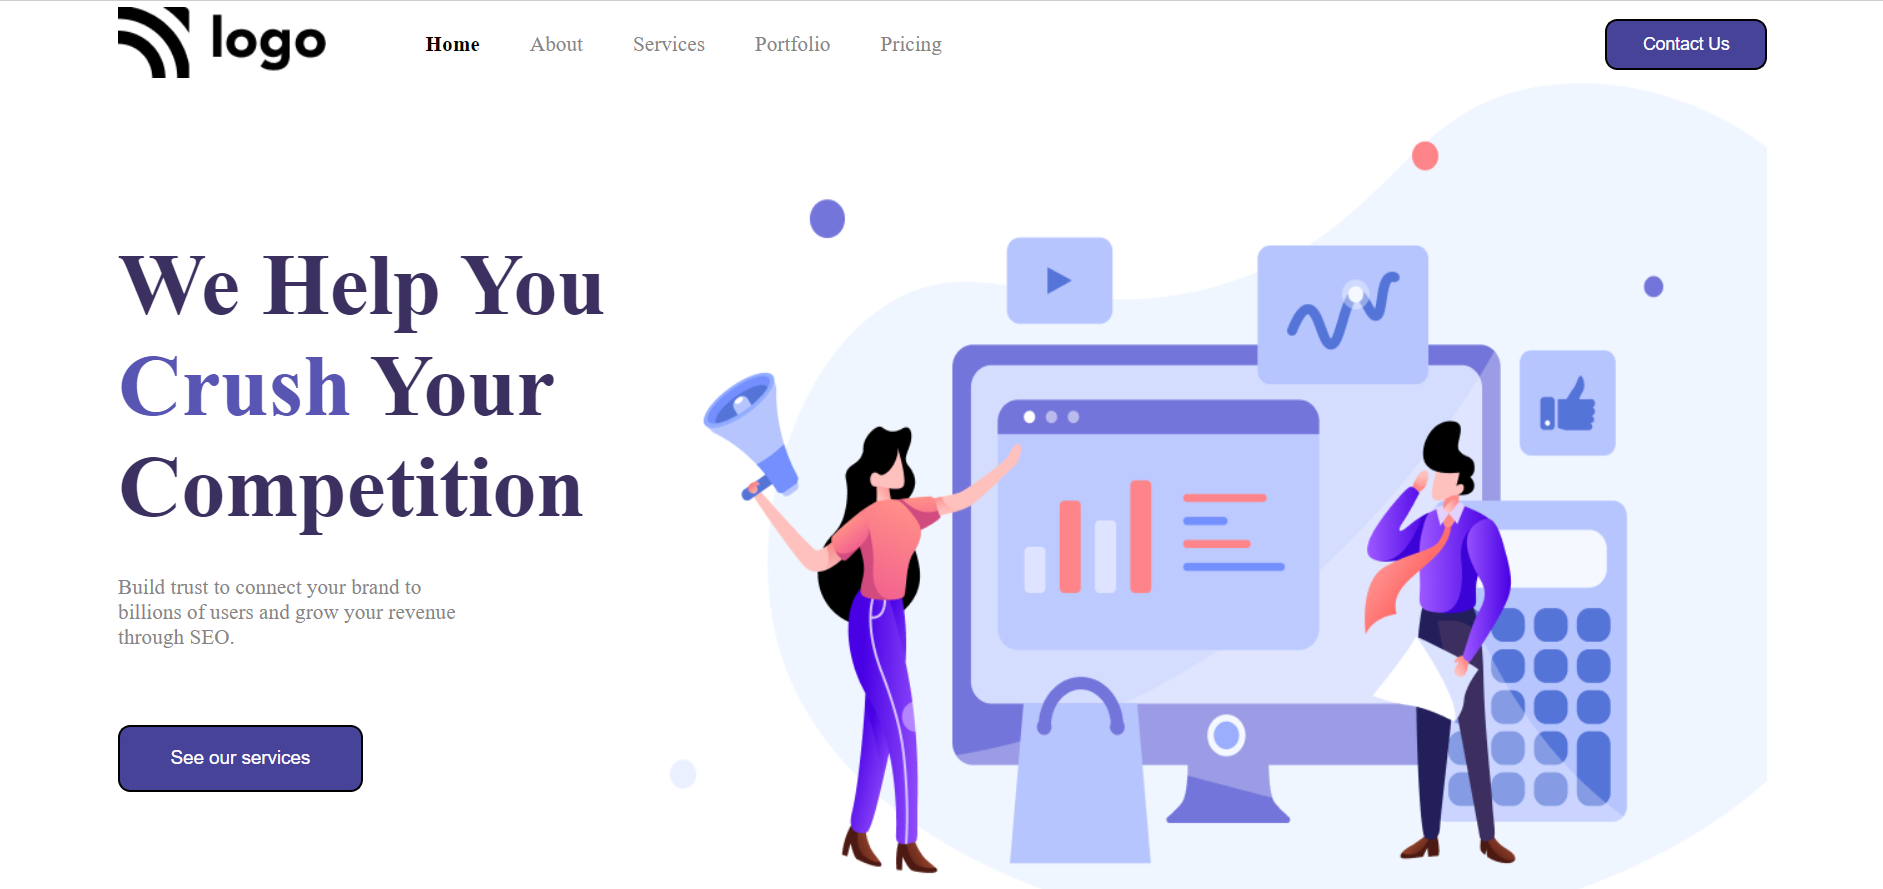 logo
Home About Services Portfolio Pricing
Contact Us
We Help You
Crush Your
Competition
Build trust to connect your brand to
billions of users and grow your revenue
through SEO.
See our services